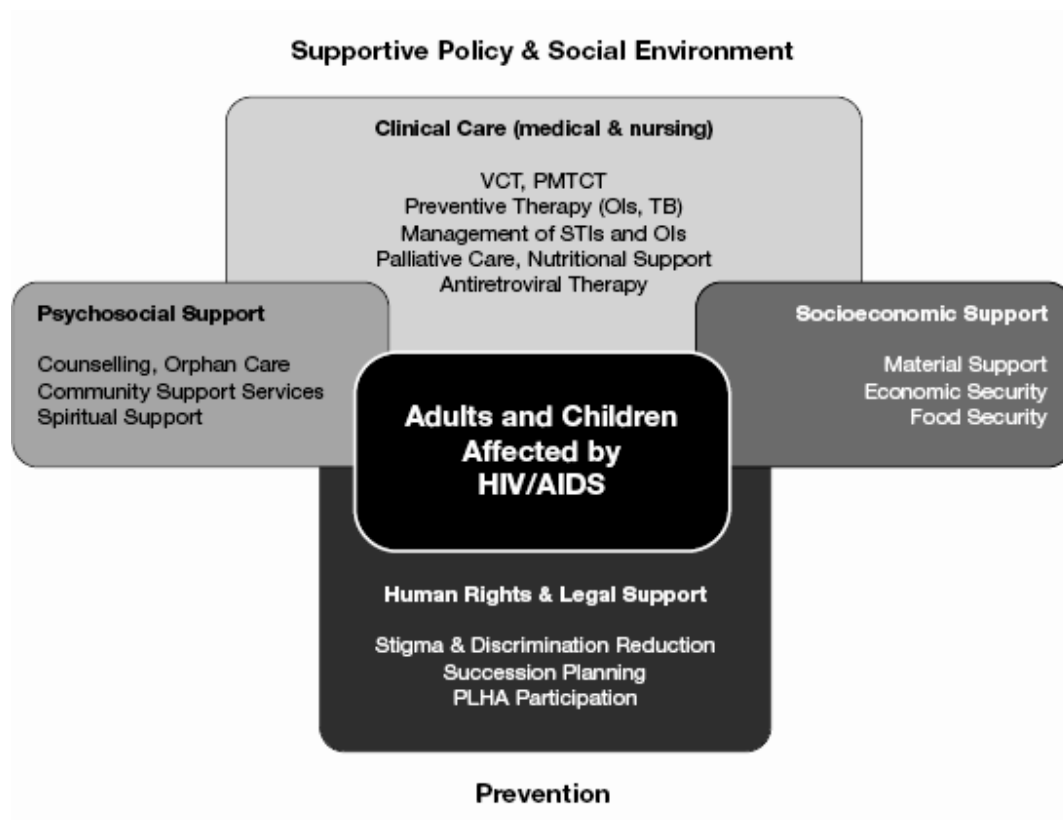 Supportive Policy & Social Environment
Clinical Care (medical & nursing)
VCT, PMTCT
Preventive Therapy (OIs, TB)
Management of STIs and OIs
Palliative Care, Nutritional Support
Antiretroviral Therapy
Psychosocial Support
Counselling, Orphan Care
Community Support Services
Spiritual Support
Socioeconomic Support
Material Support
Economic Security
Food Security
Adults and Children
Affected by
HIV/AIDS
Human Rights & Legal Support
Stigma & Discrimination Reduction
Succession Planning
PLHA Participation
Prevention